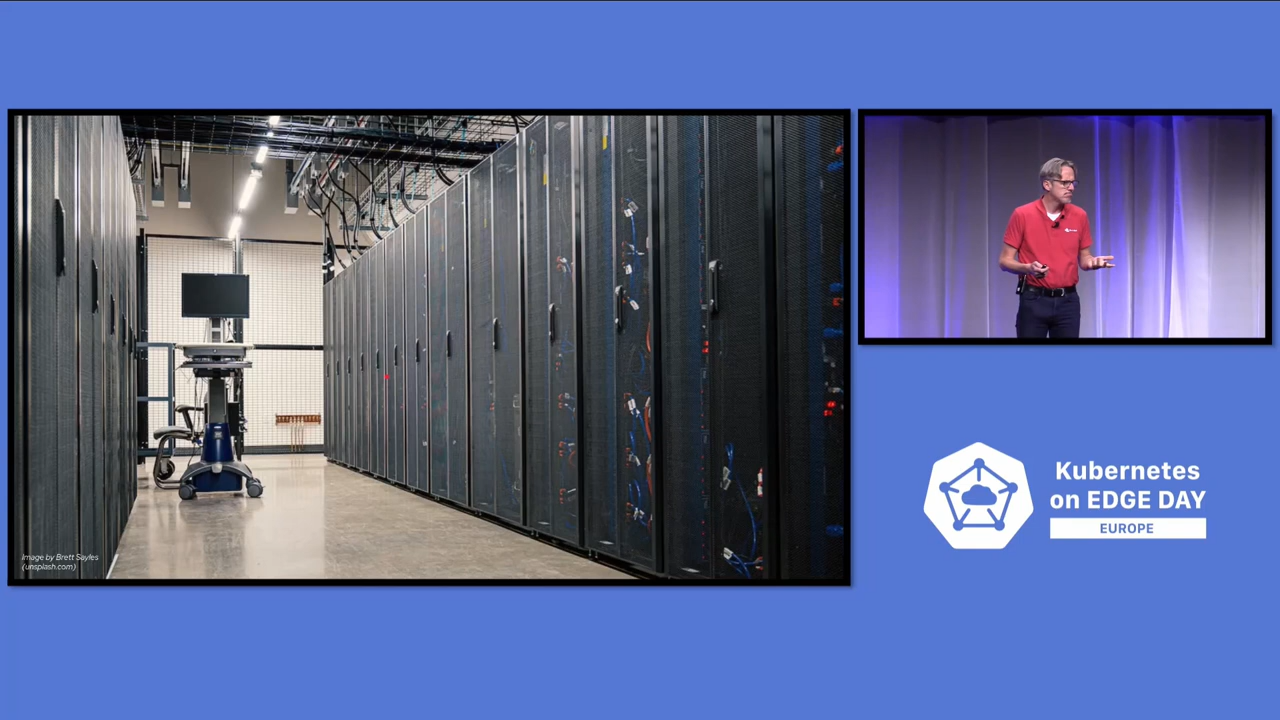 Image by Brett Sayles
(unsplash.com)
Kubernetes
on EDGE DAY
EUROPE